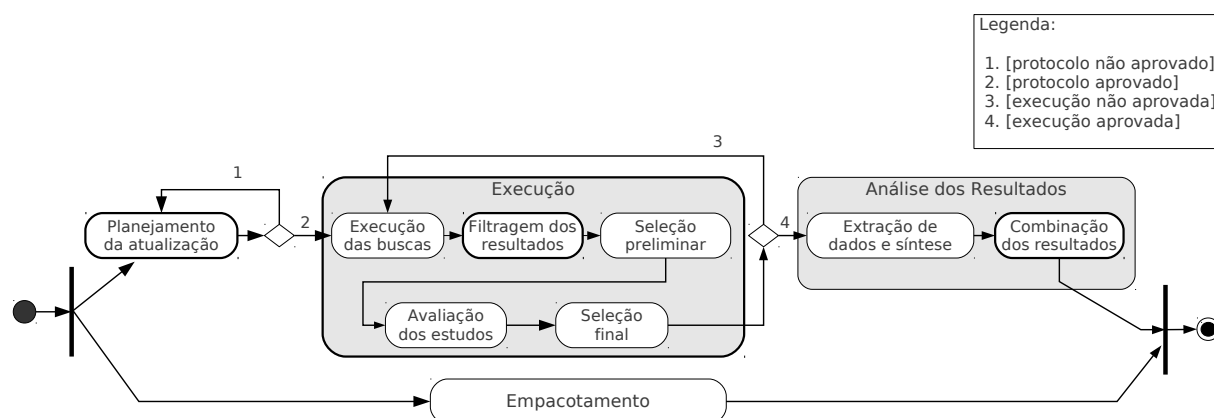 Legenda:
1. [protocolo não aprovado]
2. [protocolo aprovado]
3. [execução não aprovada]
4. [execução aprovada]
3
1
Execução
Análise dos Resultados
Planejamento
da atualização
2
Execução
das buscas
Filtragem dos
resultados
Seleção
preliminar
4
Extração de
dados e síntese
Combinação
dos resultados
Avaliação
dos estudos
Seleção
final
Empacotamento